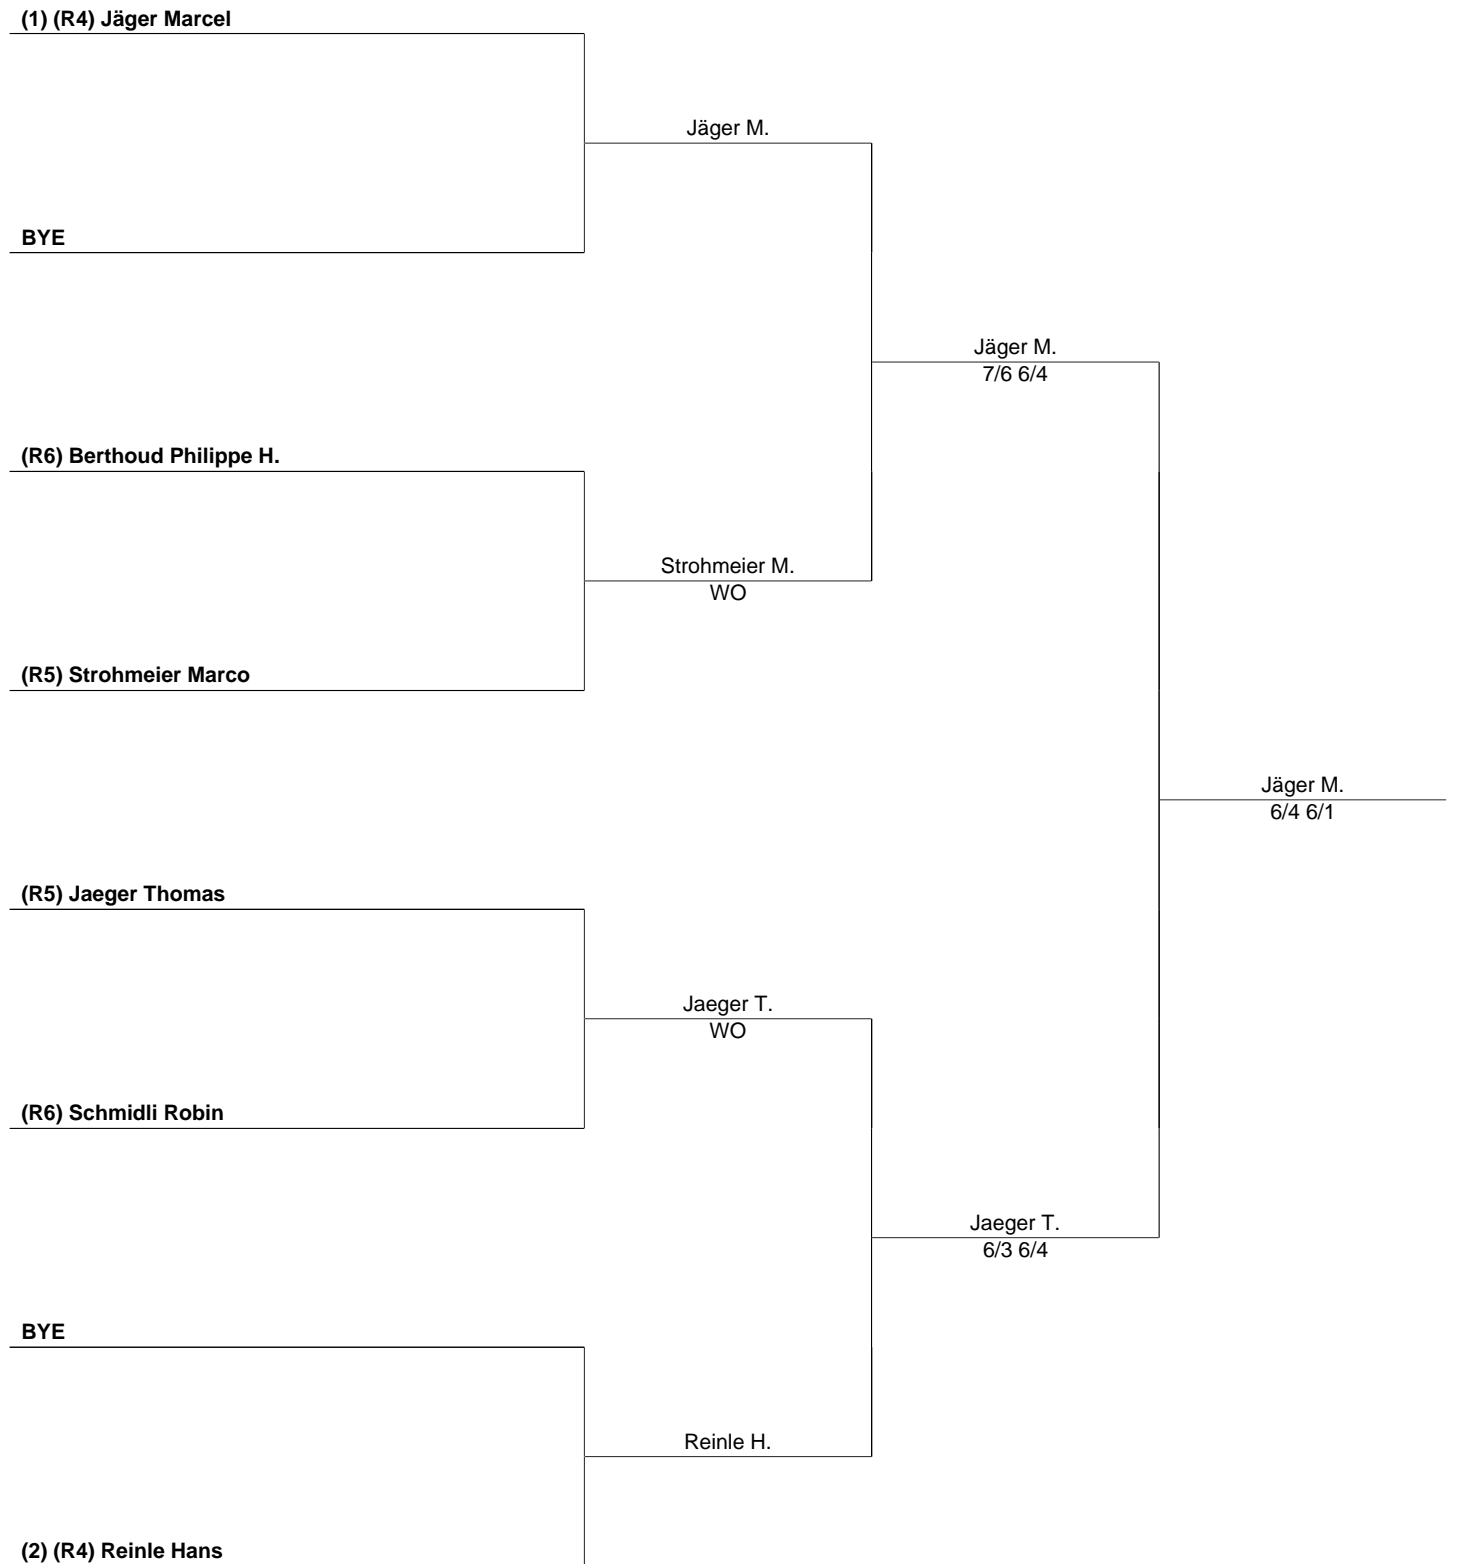 (1) (R4) Jäger Marcel
Jäger M.
BYE
Jäger M.
7/6 6/4
(R6) Berthoud Philippe H.
Strohmeier M.
WO
(R5) Strohmeier Marco
Jäger M.
6/4 6/1
(R5) Jaeger Thomas
Jaeger T.
WO
(R6) Schmidli Robin
Jaeger T.
6/3 6/4
BYE
Reinle H.
(2) (R4) Reinle Hans